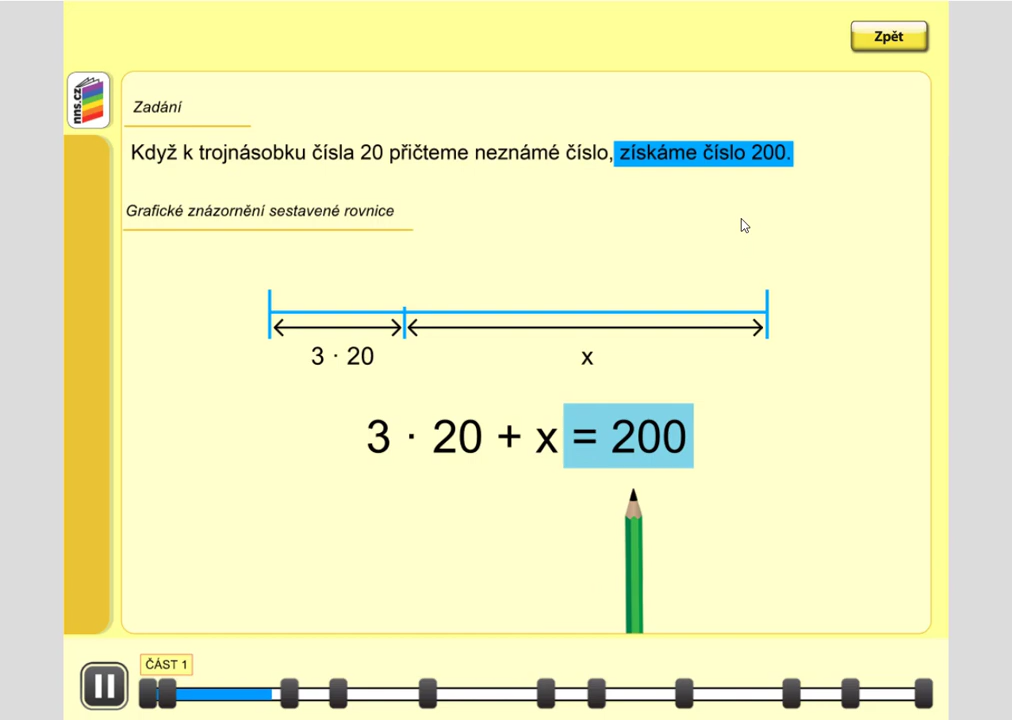 Zpět
nns.cz
Zadání
Když k trojnásobku čísla 20 přičteme neznámé číslo, získáme číslo 200.
Grafické znázornění sestavené rovnice
3 · 20 x
3 · 20 + x = 200
ČÁST 1